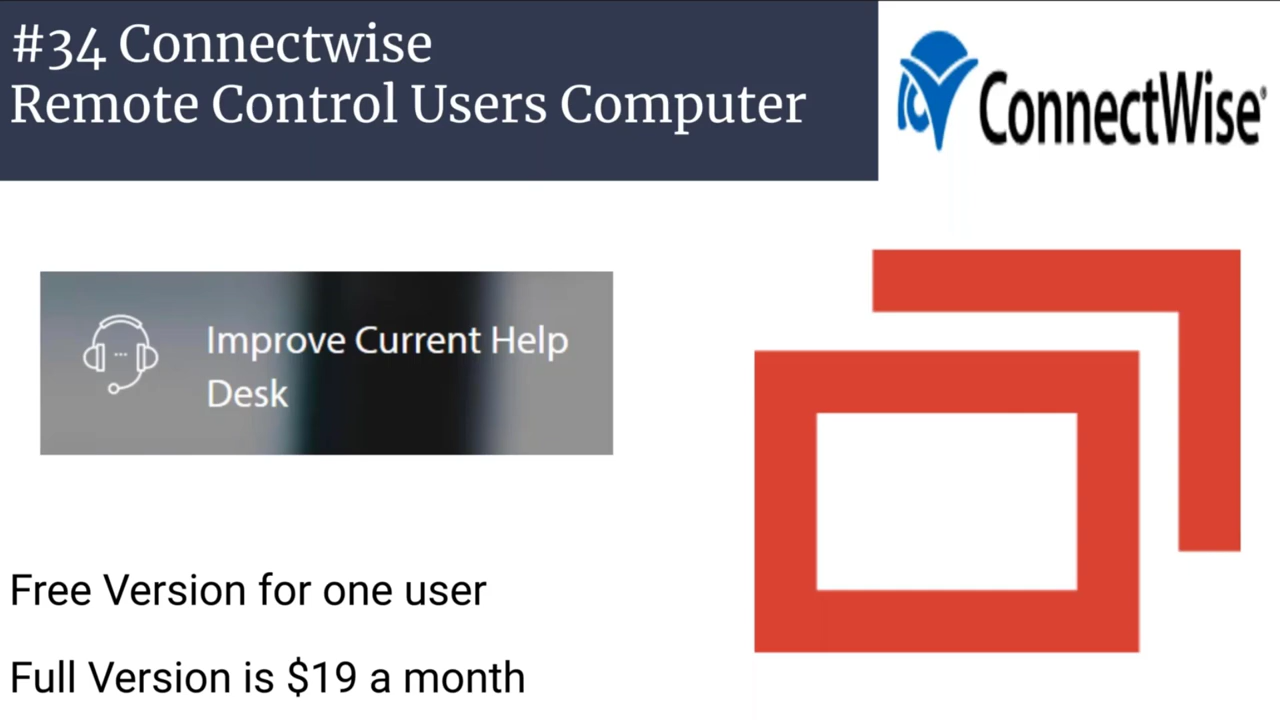 #34 Connectwise
Remote Control Users Computer
ConnectWise®
Improve Current Help
Desk
Free Version for one user
Full Version is $19 a month